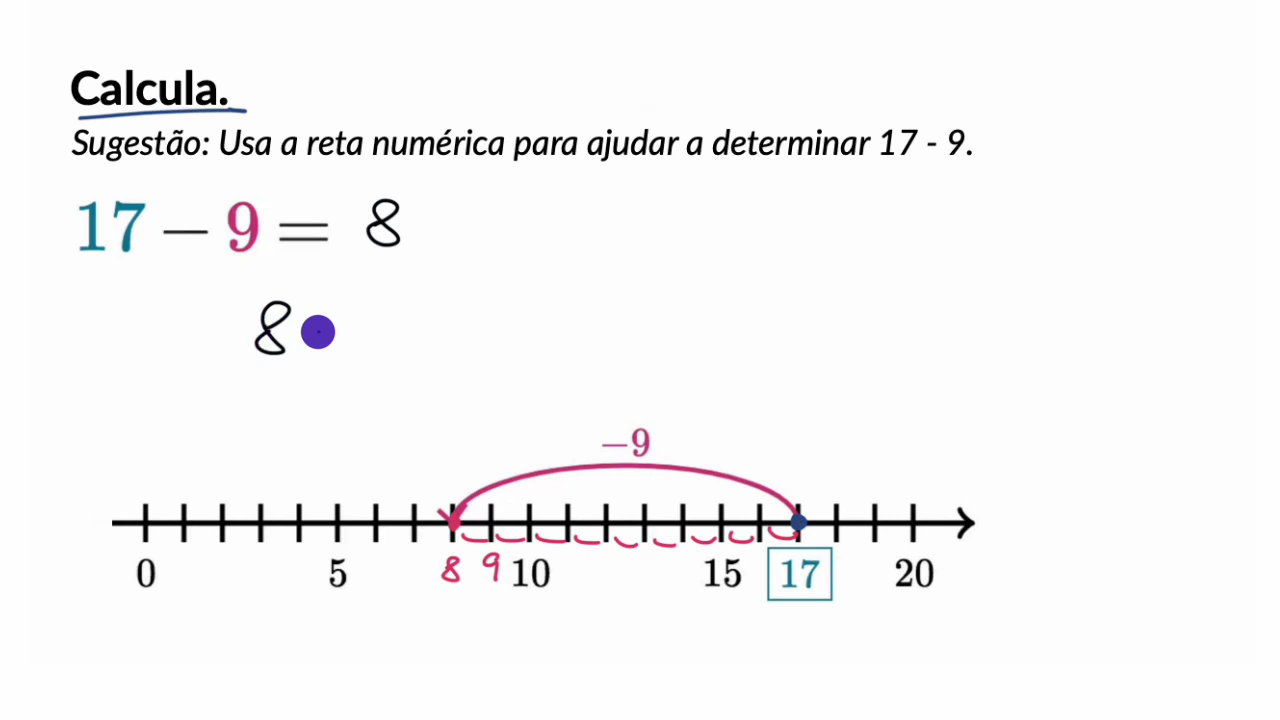 Calcula.
Sugestão: Usa a reta numérica para ajudar a determinar 17 - 9.
17 − 9 = 8
8
−9
0 5 8 9 10 15 17 20